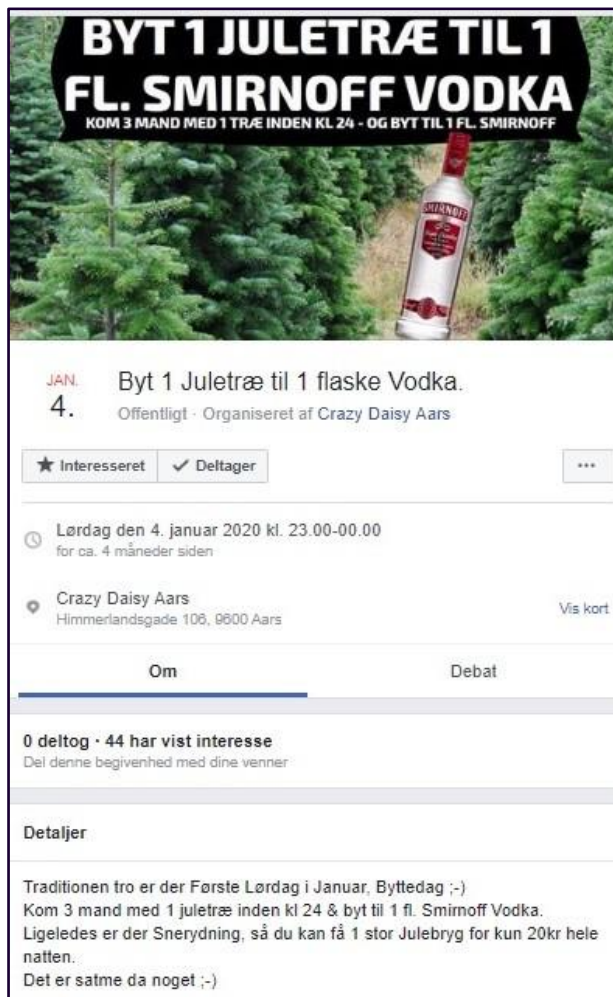 BYT 1 JULETRÆ TIL 1
FL. SMIRNOFF VODKA
KOM 3 MAND MED 1 TRÆ INDEN KL 24 - OG BYT TIL 1 FL. SMIRNOFF
SMIRNOFF
JAN.
4.
Byt 1 Juletræ til 1 flaske Vodka.
Offentligt · Organiseret af Crazy Daisy Aars
Interesseret
Deltager
Lørdag den 4. januar 2020 kl. 23.00-00.00
for ca. 4 måneder siden
Crazy Daisy Aars
Himmerlandsgade 106, 9600 Aars
Vis kort
Om
Debat
0 deltog · 44 har vist interesse
Del denne begivenhed med dine venner
Detaljer
Traditionen tro er der Første Lørdag i Januar, Byttedag ;-)
Kom 3 mand med 1 juletræ inden kl 24 & byt til 1 fl. Smirnoff Vodka.
Ligeledes er der Snerydning, så du kan få 1 stor Julebryg for kun 20kr hele
natten.
Det er satme da noget ;-)